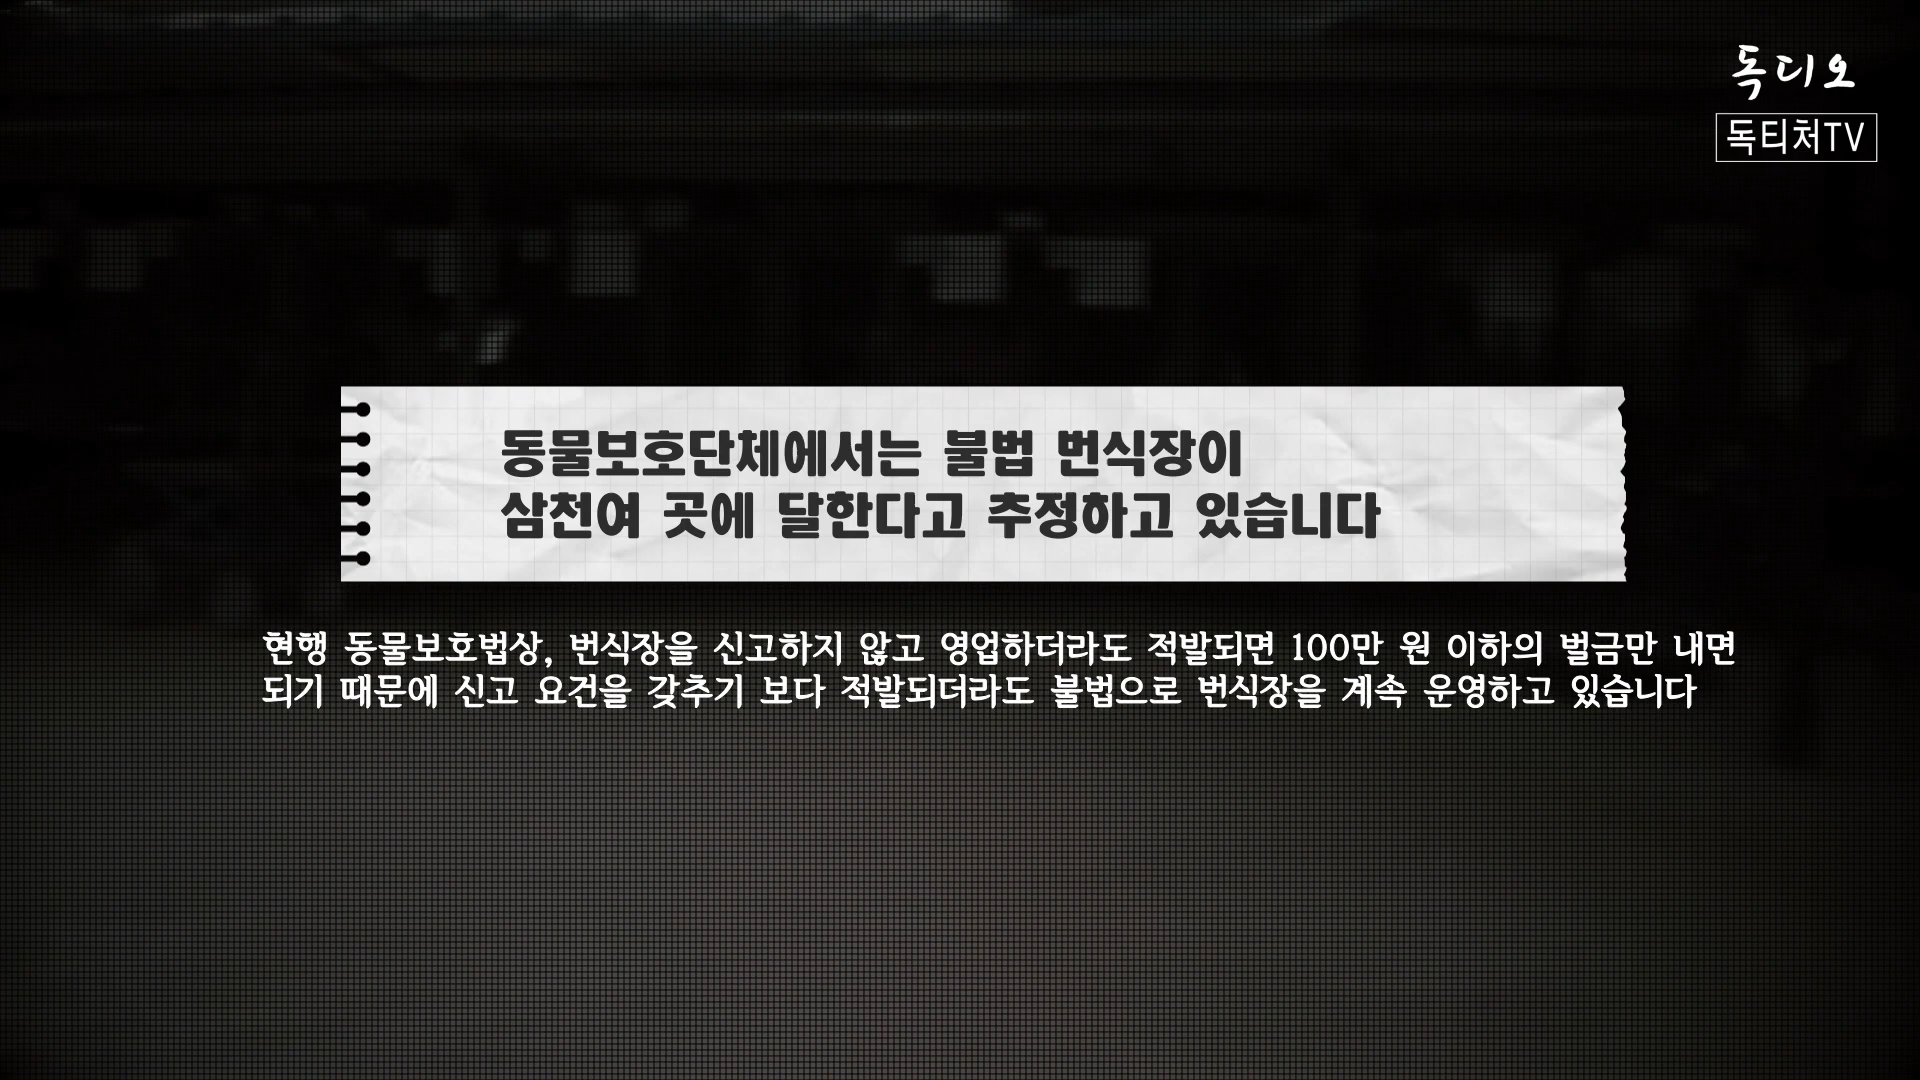 독디오
독티쳐TV
동물보호단체에서는 불법 번식장이
삼천여 곳에 달한다고 추정하고 있습니다
현행 동물보호법상, 번식장을 신고하지 않고 영업하더라도 적발되면 100만 원 이하의 벌금만 내면
되기 때문에 신고 요건을 갖추기 보다 적발되더라도 불법으로 번식장을 계속 운영하고 있습니다